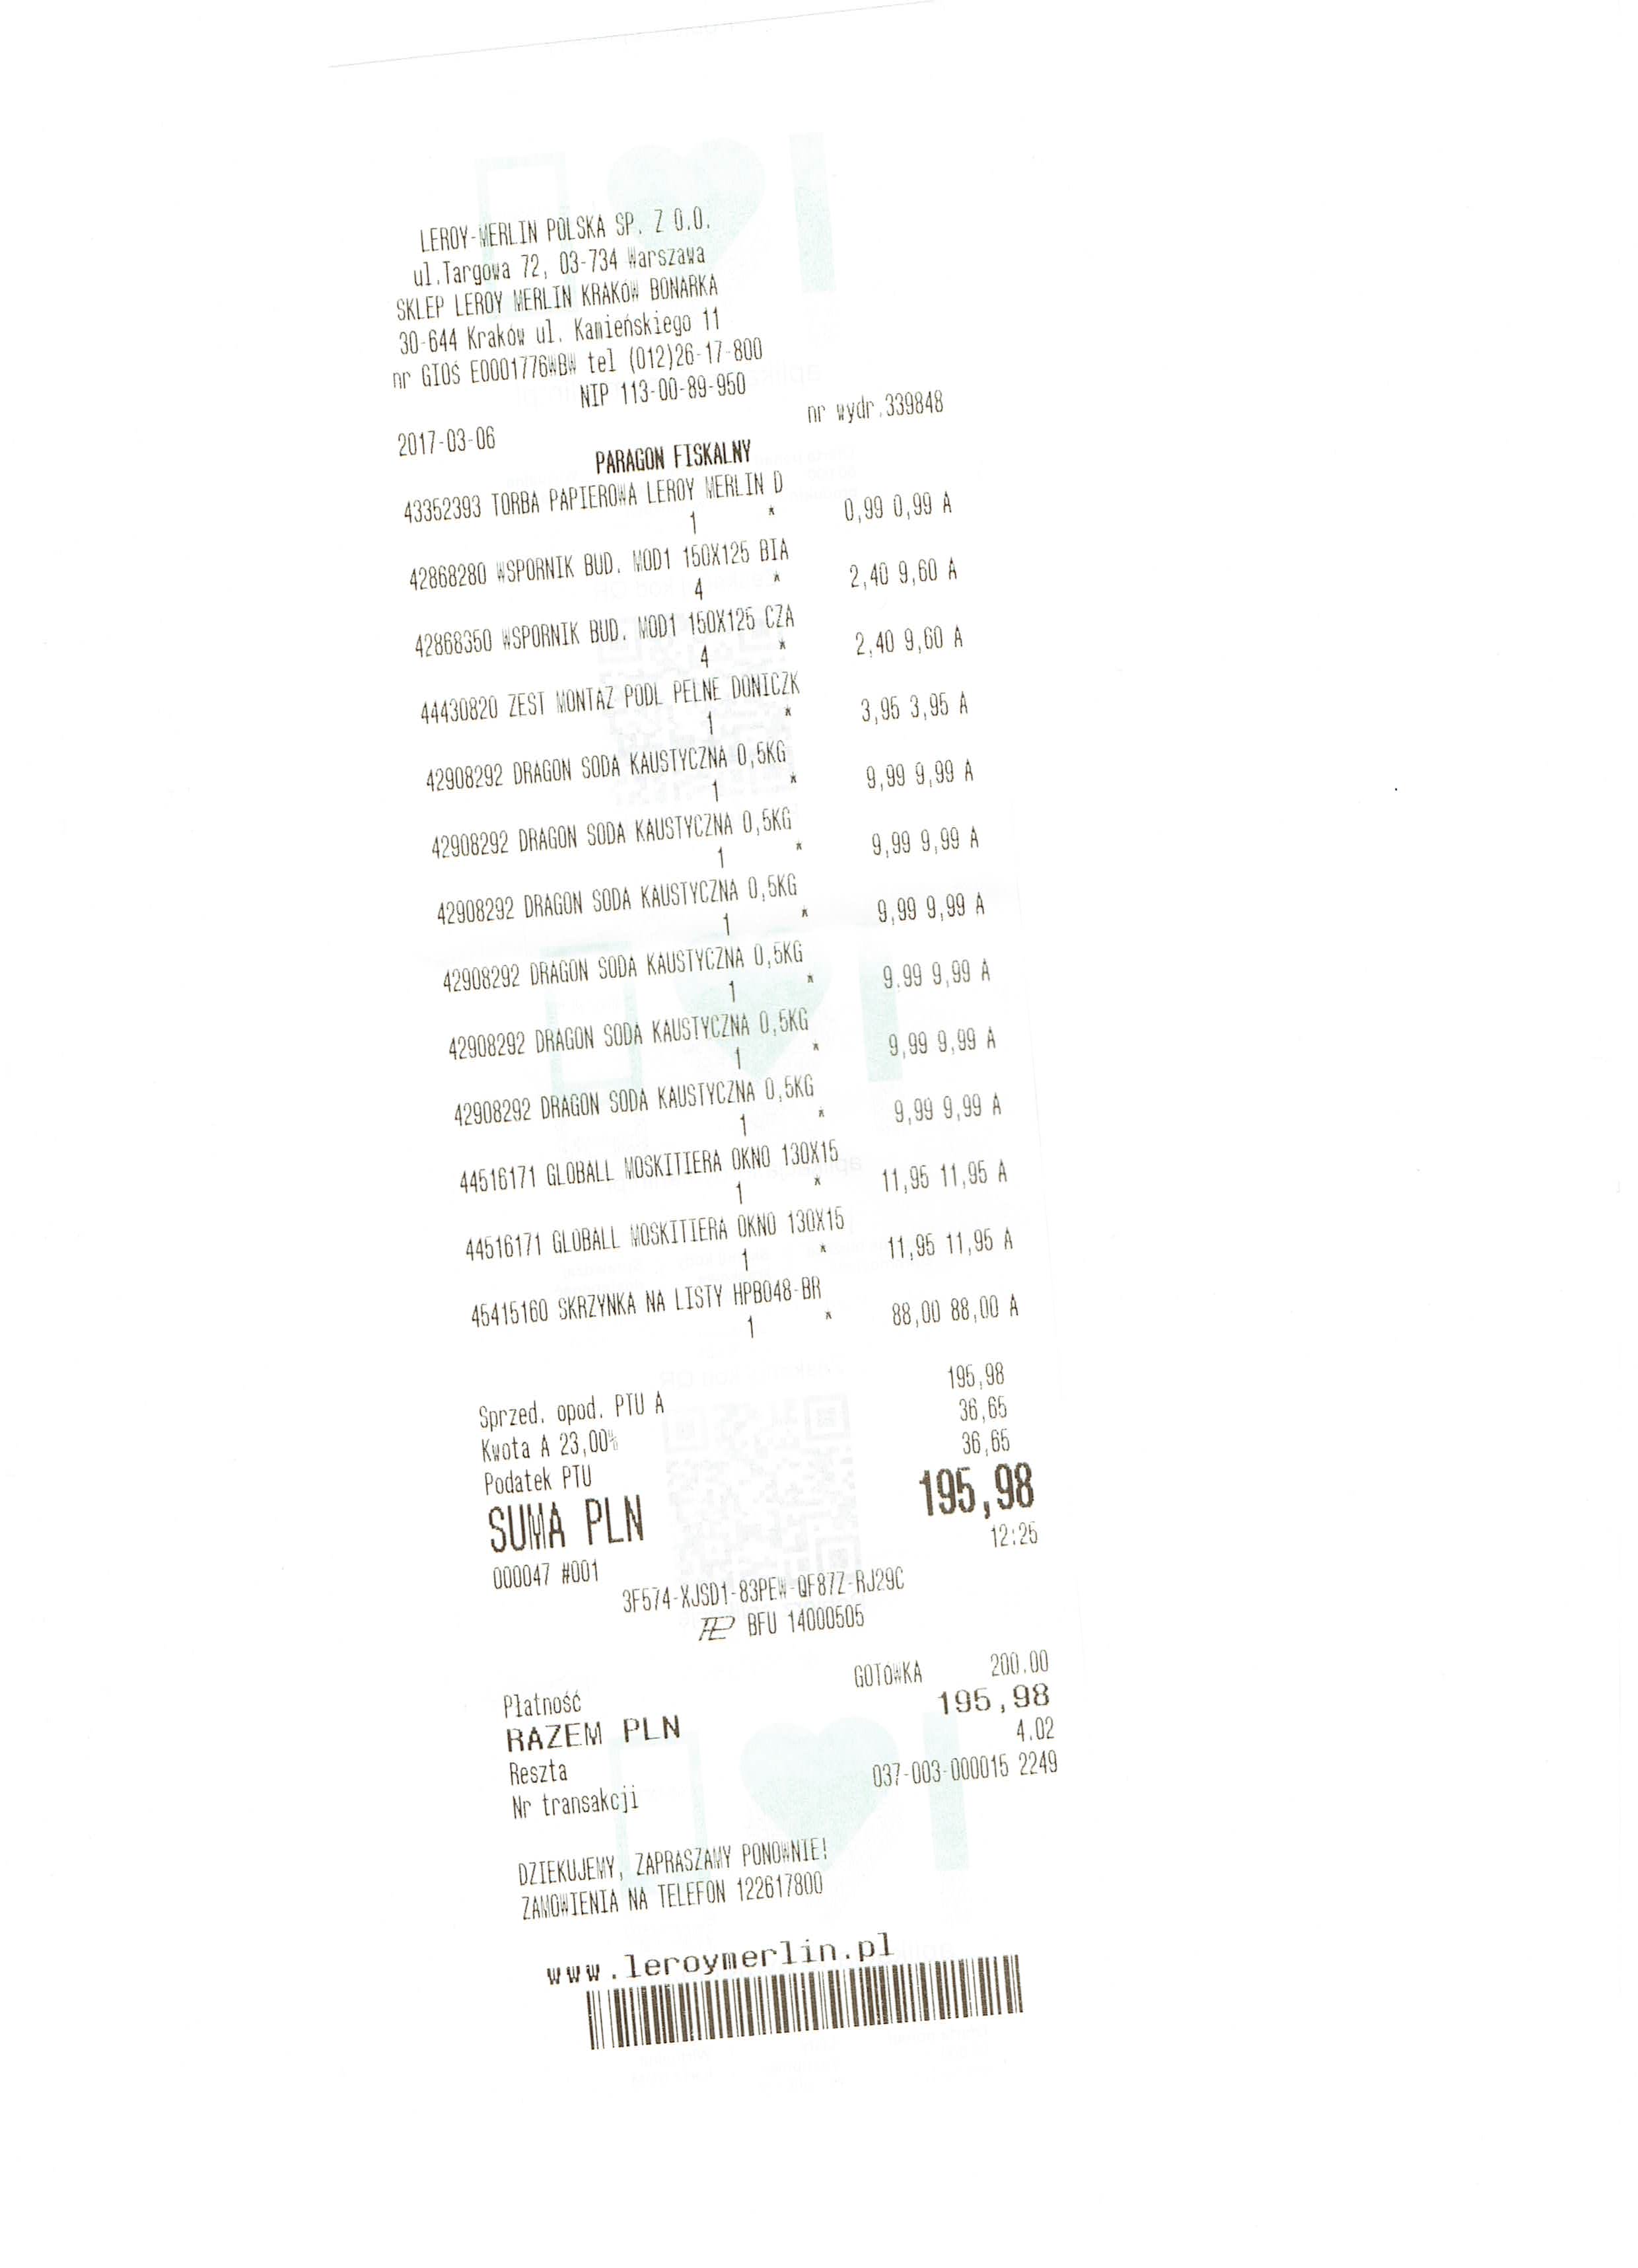 LEROY-MERLIN POLSKA SP. Z O.O.
ul.Targowa 72, 03-734 Warszawa
SKLEP LEROY MERLIN KRAKÓW BONARKA
30-644 Kraków ul. Kamieńskiego 11
nr GIOŚ E0001776WBW tel (012)26-17-800
NIP 113-00-89-950
2017-03-06 nr wydr.339848
PARAGON FISKALNY
43352393 TORBA PAPIEROWA LEROY MERLIN D
1 * 0,99 0,99 A
42868280 WSPORNIK BUD. MOD1 150X125 BIA
4 * 2,40 9,60 A
42868350 WSPORNIK BUD. MOD1 150X125 CZA
4 * 2,40 9,60 A
44430820 ZEST MONTAZ PODL PELNE DONICZK
1 * 3,95 3,95 A
42908292 DRAGON SODA KAUSTYCZNA 0,5KG
1 * 9,99 9,99 A
42908292 DRAGON SODA KAUSTYCZNA 0,5KG
1 * 9,99 9,99 A
42908292 DRAGON SODA KAUSTYCZNA 0,5KG
1 * 9,99 9,99 A
42908292 DRAGON SODA KAUSTYCZNA 0,5KG
1 * 9.99 9,99 A
42908292 DRAGON SODA KAUSTYCZNA 0,5KG
1 * 9,99 9,99 A
42908292 DRAGON SODA KAUSTYCZNA 0,5KG
1 * 9,99 9,99 A
44516171 GLOBALL MOSKITIERA OKNO 130X15
1 * 11,95 11,95 A
44516171 GLOBALL MOSKITIERA OKNO 130X15
1 * 11,95 11,95 A
45415160 SKRZYNKA NA LISTY HPB048-BR
1 * 88,00 88,00 A
Sprzed. opod. PTU A 195,98
Kwota A 23,00% 36,65
Podatek PTU 36,65
SUMA PLN 195,98
000047 #001 12:25
3F574-XJSD1-83PEW-QF87Z-RJ29C
BFU 14000505
Płatność GOTÓWKA 200.00
RAZEM PLN 195,98
Reszta 4.02
Nr transakcji 037-003-000015 2249
DZIEKUJEMY, ZAPRASZAMY PONOWNIE!
ZAMOWIENIA NA TELEFON 122617800
www.leroymerlin.pl